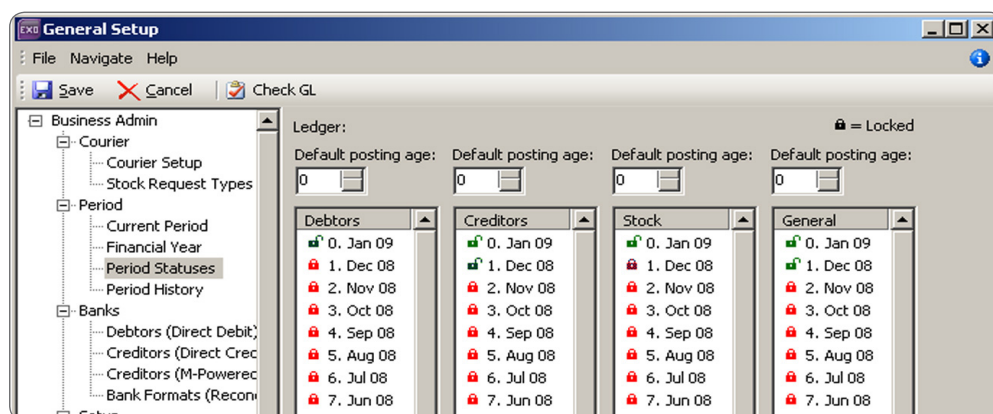 EXO General Setup
File Navigate Help
Save Cancel Check GL
Business Admin
Courier
Courier Setup
Stock Request Types
Period
Current Period
Financial Year
Period Statuses
Period History
Banks
Debtors (Direct Debit)
Creditors (Direct Cred
Creditors (M-Powered
Bank Formats (Recon
Ledger: = Locked
Default posting age: Default posting age: Default posting age: Default posting age:
0 0 0 0
Debtors Creditors Stock General
0. Jan 09 0. Jan 09 0. Jan 09 0. Jan 09
1. Dec 08 1. Dec 08 1. Dec 08 1. Dec 08
2. Nov 08 2. Nov 08 2. Nov 08 2. Nov 08
3. Oct 08 3. Oct 08 3. Oct 08 3. Oct 08
4. Sep 08 4. Sep 08 4. Sep 08 4. Sep 08
5. Aug 08 5. Aug 08 5. Aug 08 5. Aug 08
6. Jul 08 6. Jul 08 6. Jul 08 6. Jul 08
7. Jun 08 7. Jun 08 7. Jun 08 7. Jun 08